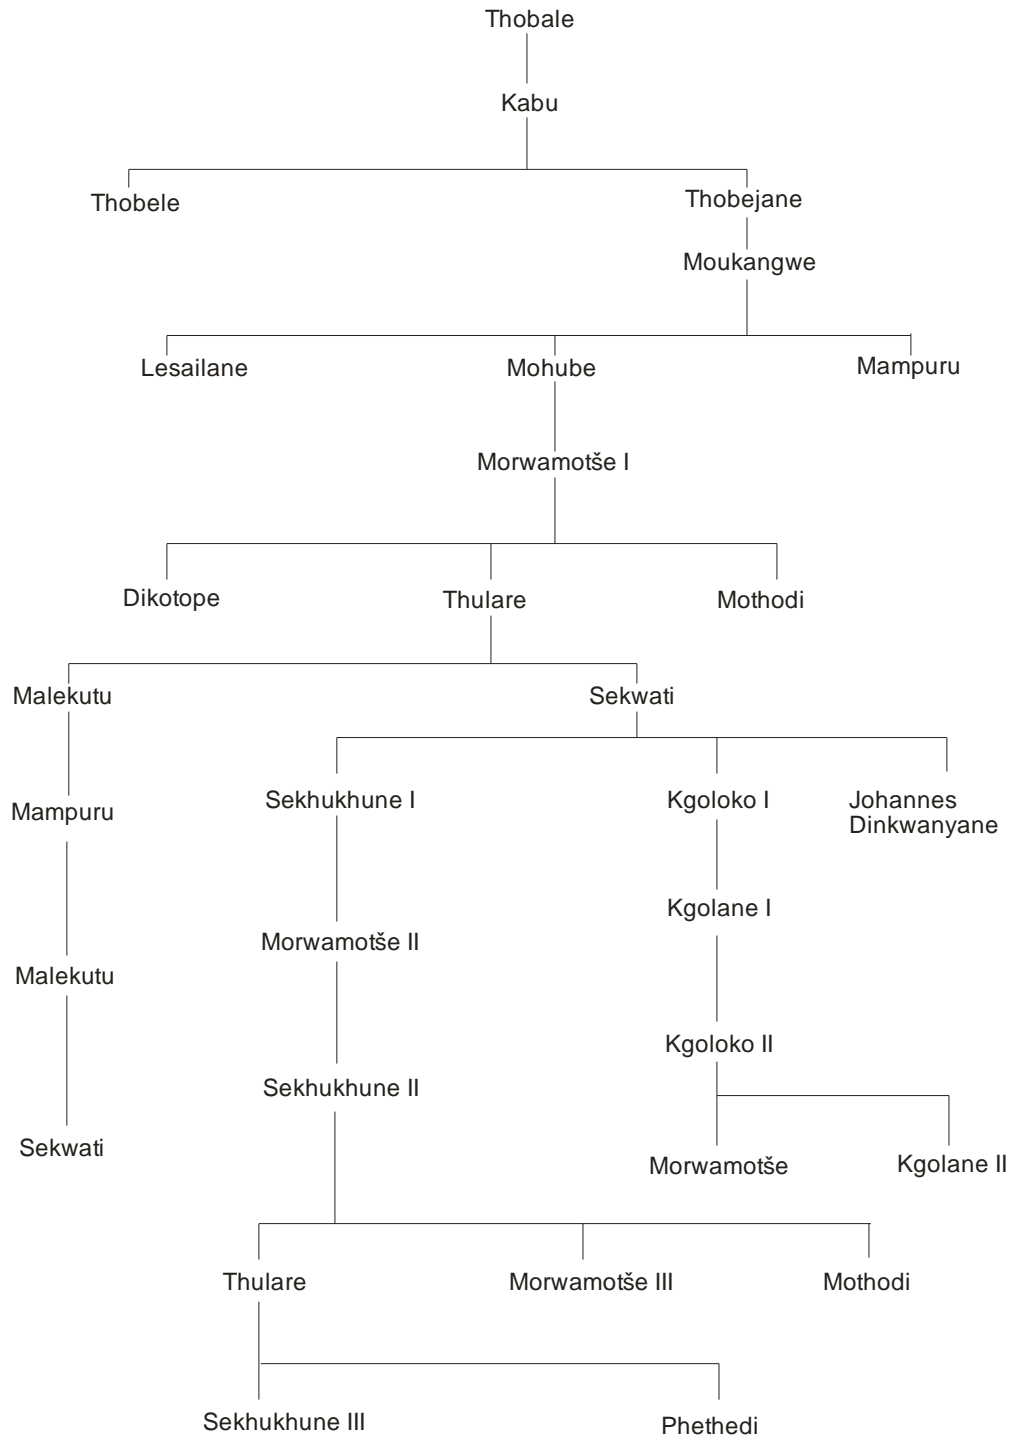 Thobale
Kabu
Thobele
Thobejane
Moukangwe
Lesailane
Mohube
Mampuru
Morwamotše I
Dikotope
Thulare
Mothodi
Malekutu
Sekwati
Mampuru
Sekhukhune I
Kgoloko I
Johannes
Dinkwanyane
Kgolane I
Morwamotše II
Malekutu
Kgoloko II
Sekhukhune II
Sekwati
Morwamotše
Kgolane II
Thulare
Morwamotše III
Mothodi
Sekhukhune III
Phethedi